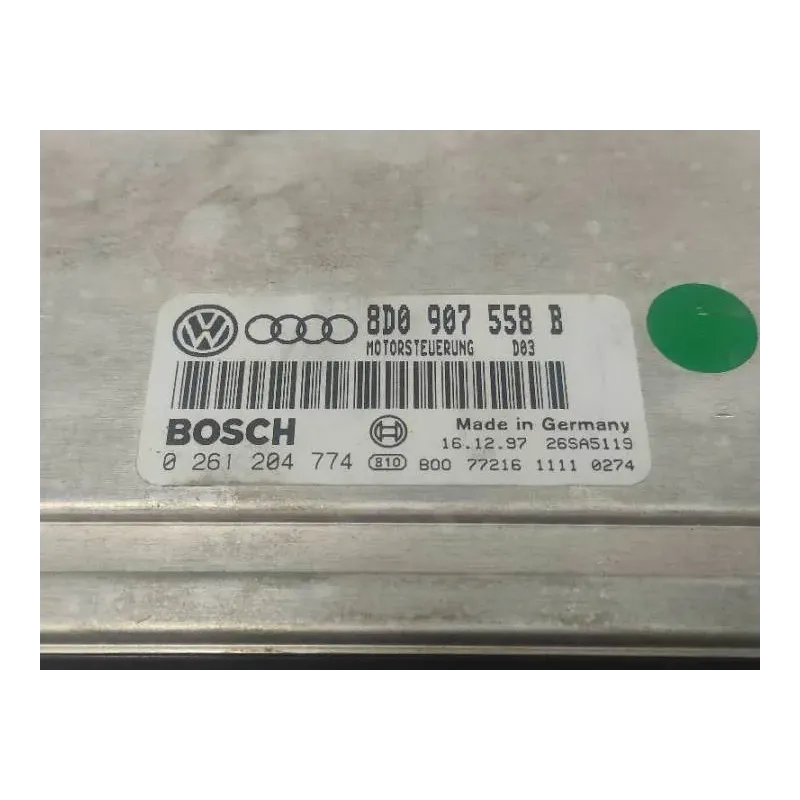 8D0 907 558 B
MOTORSTEUERUNG D03
BOSCH
Made in Germany
16.12.97 26SA5119
0 261 204 774 810 B00 77216 1111 0274